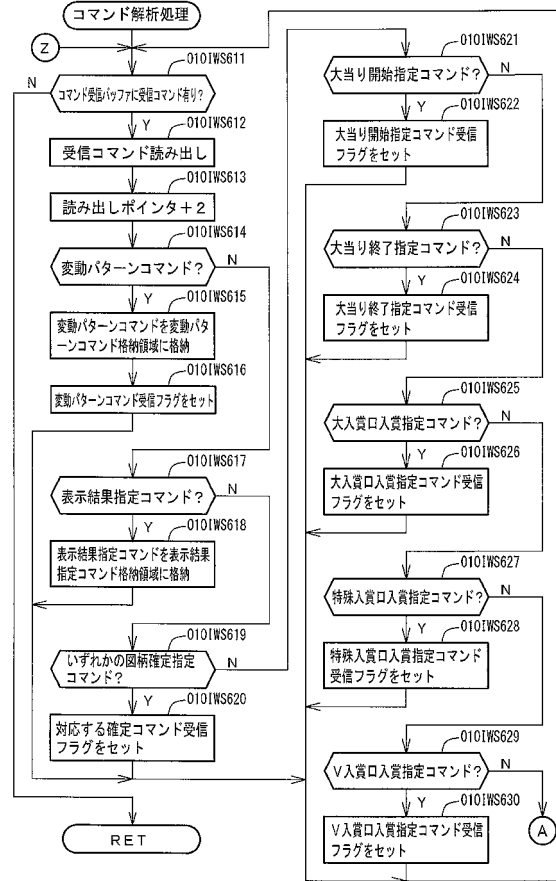 コマンド解析処理
Z
010IWS611
N
コマンド受信バッファに受信コマンド有り?
Y
010IWS612
受信コマンド読み出し
010IWS613
読み出しポインタ+2
010IWS614
変動パターンコマンド?
N
Y
010IWS615
変動パターンコマンドを変動パタ
ーンコマンド格納領域に格納
010IWS616
変動パターンコマンド受信フラグをセット
010IWS617
表示結果指定コマンド?
N
Y
010IWS618
表示結果指定コマンドを表示結果
指定コマンド格納領域に格納
010IWS619
いずれかの図柄確定指定
コマンド?
N
Y
010IWS620
対応する確定コマンド受信
フラグをセット
RET
010IWS621
大当り開始指定コマンド?
N
Y
010IWS622
大当り開始指定コマンド受信
フラグをセット
010IWS623
大当り終了指定コマンド?
N
Y
010IWS624
大当り終了指定コマンド受信
フラグをセット
010IWS625
大入賞口入賞指定コマンド?
N
Y
010IWS626
大入賞口入賞指定コマンド受信
フラグをセット
010IWS627
特殊入賞口入賞指定コマンド?
N
Y
010IWS628
特殊入賞口入賞指定コマンド
受信フラグをセット
010IWS629
V入賞口入賞指定コマンド?
N
Y
010IWS630
V入賞口入賞指定コマンド受信
フラグをセット
A